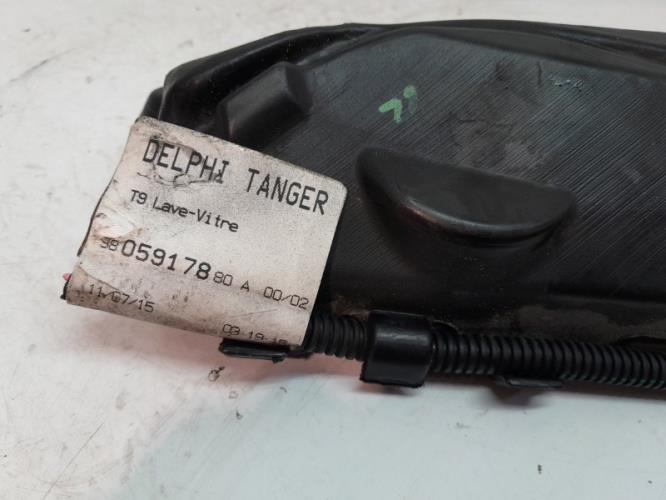 DELPHI TANGER
T9 Lave-Vitre
98 059178 80 A 00/02
11/07/15